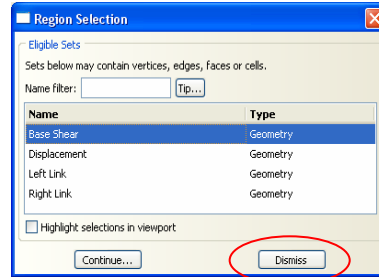 Region Selection
Eligible Sets
Sets below may contain vertices, edges, faces or cells.
Name filter: Tip...
Name Type
Base Shear Geometry
Displacement Geometry
Left Link Geometry
Right Link Geometry
Highlight selections in viewport
Continue... Dismiss